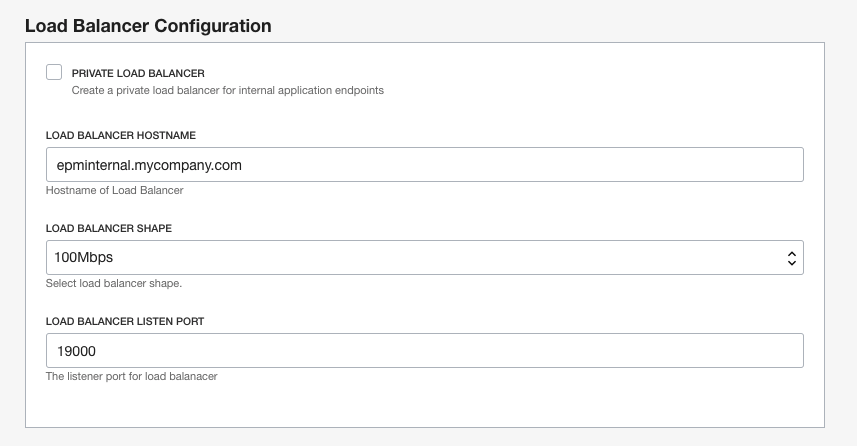 Load Balancer Configuration
PRIVATE LOAD BALANCER
Create a private load balancer for internal application endpoints
LOAD BALANCER HOSTNAME
epminternal.mycompany.com
Hostname of Load Balancer
LOAD BALANCER SHAPE
100Mbps
Select load balancer shape.
LOAD BALANCER LISTEN PORT
19000
The listener port for load balanacer